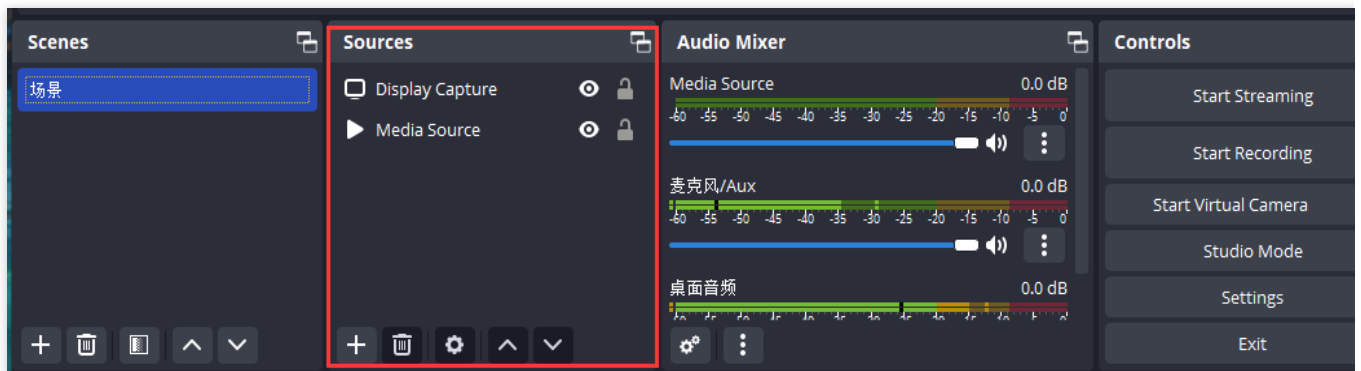 Scenes
场景
Sources
Display Capture
Media Source
Audio Mixer
Media Source 0.0 dB
-60 -55 -50 -45 -40 -35 -30 -25 -20 -15 -10 -5 0
麦克风/Aux 0.0 dB
-60 -55 -50 -45 -40 -35 -30 -25 -20 -15 -10 -5 0
桌面音频 0.0 dB
Controls
Start Streaming
Start Recording
Start Virtual Camera
Studio Mode
Settings
Exit